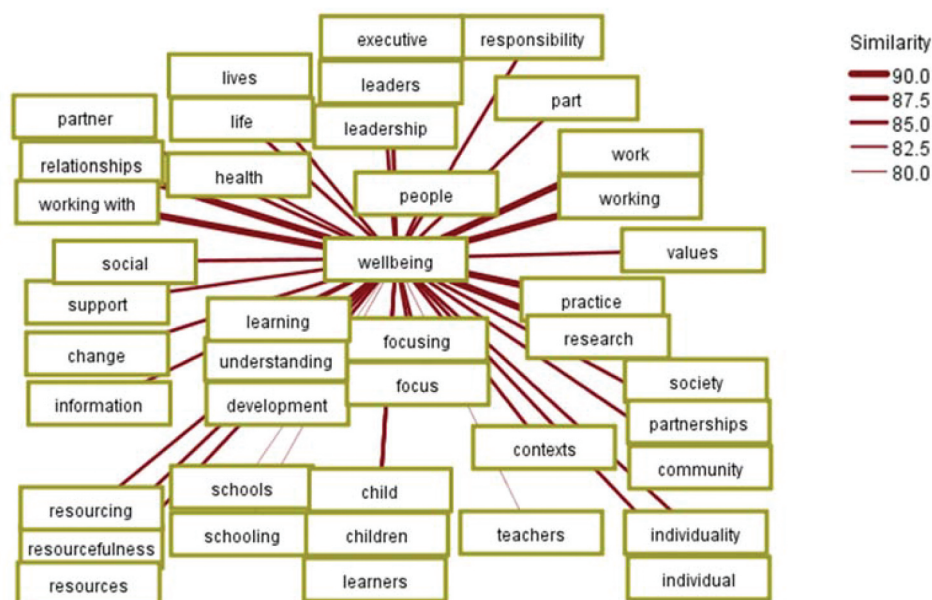 executive
responsibility
Similarity
90.0
87.5
85.0
82.5
80.0
lives
leaders
part
life
leadership
partner
work
relationships
health
people
working with
working
social
wellbeing
values
support
learning
focusing
practice
change
understanding
focus
research
information
development
society
partnerships
contexts
community
resourcing
schools
child
resourcefulness
schooling
children
teachers
individuality
resources
learners
individual